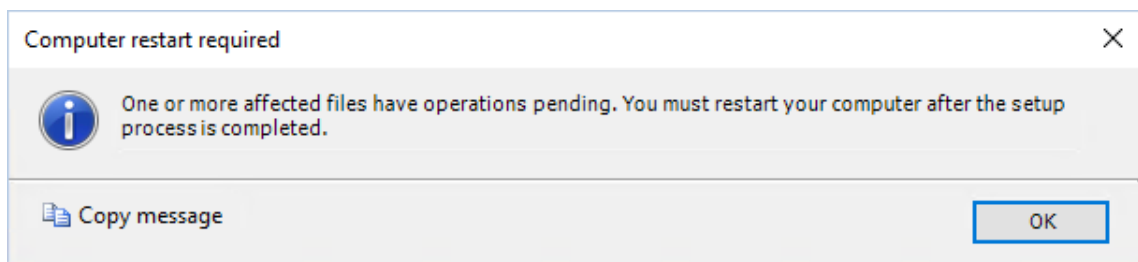 Computer restart required
One or more affected files have operations pending. You must restart your computer after the setup
process is completed.
Copy message
OK